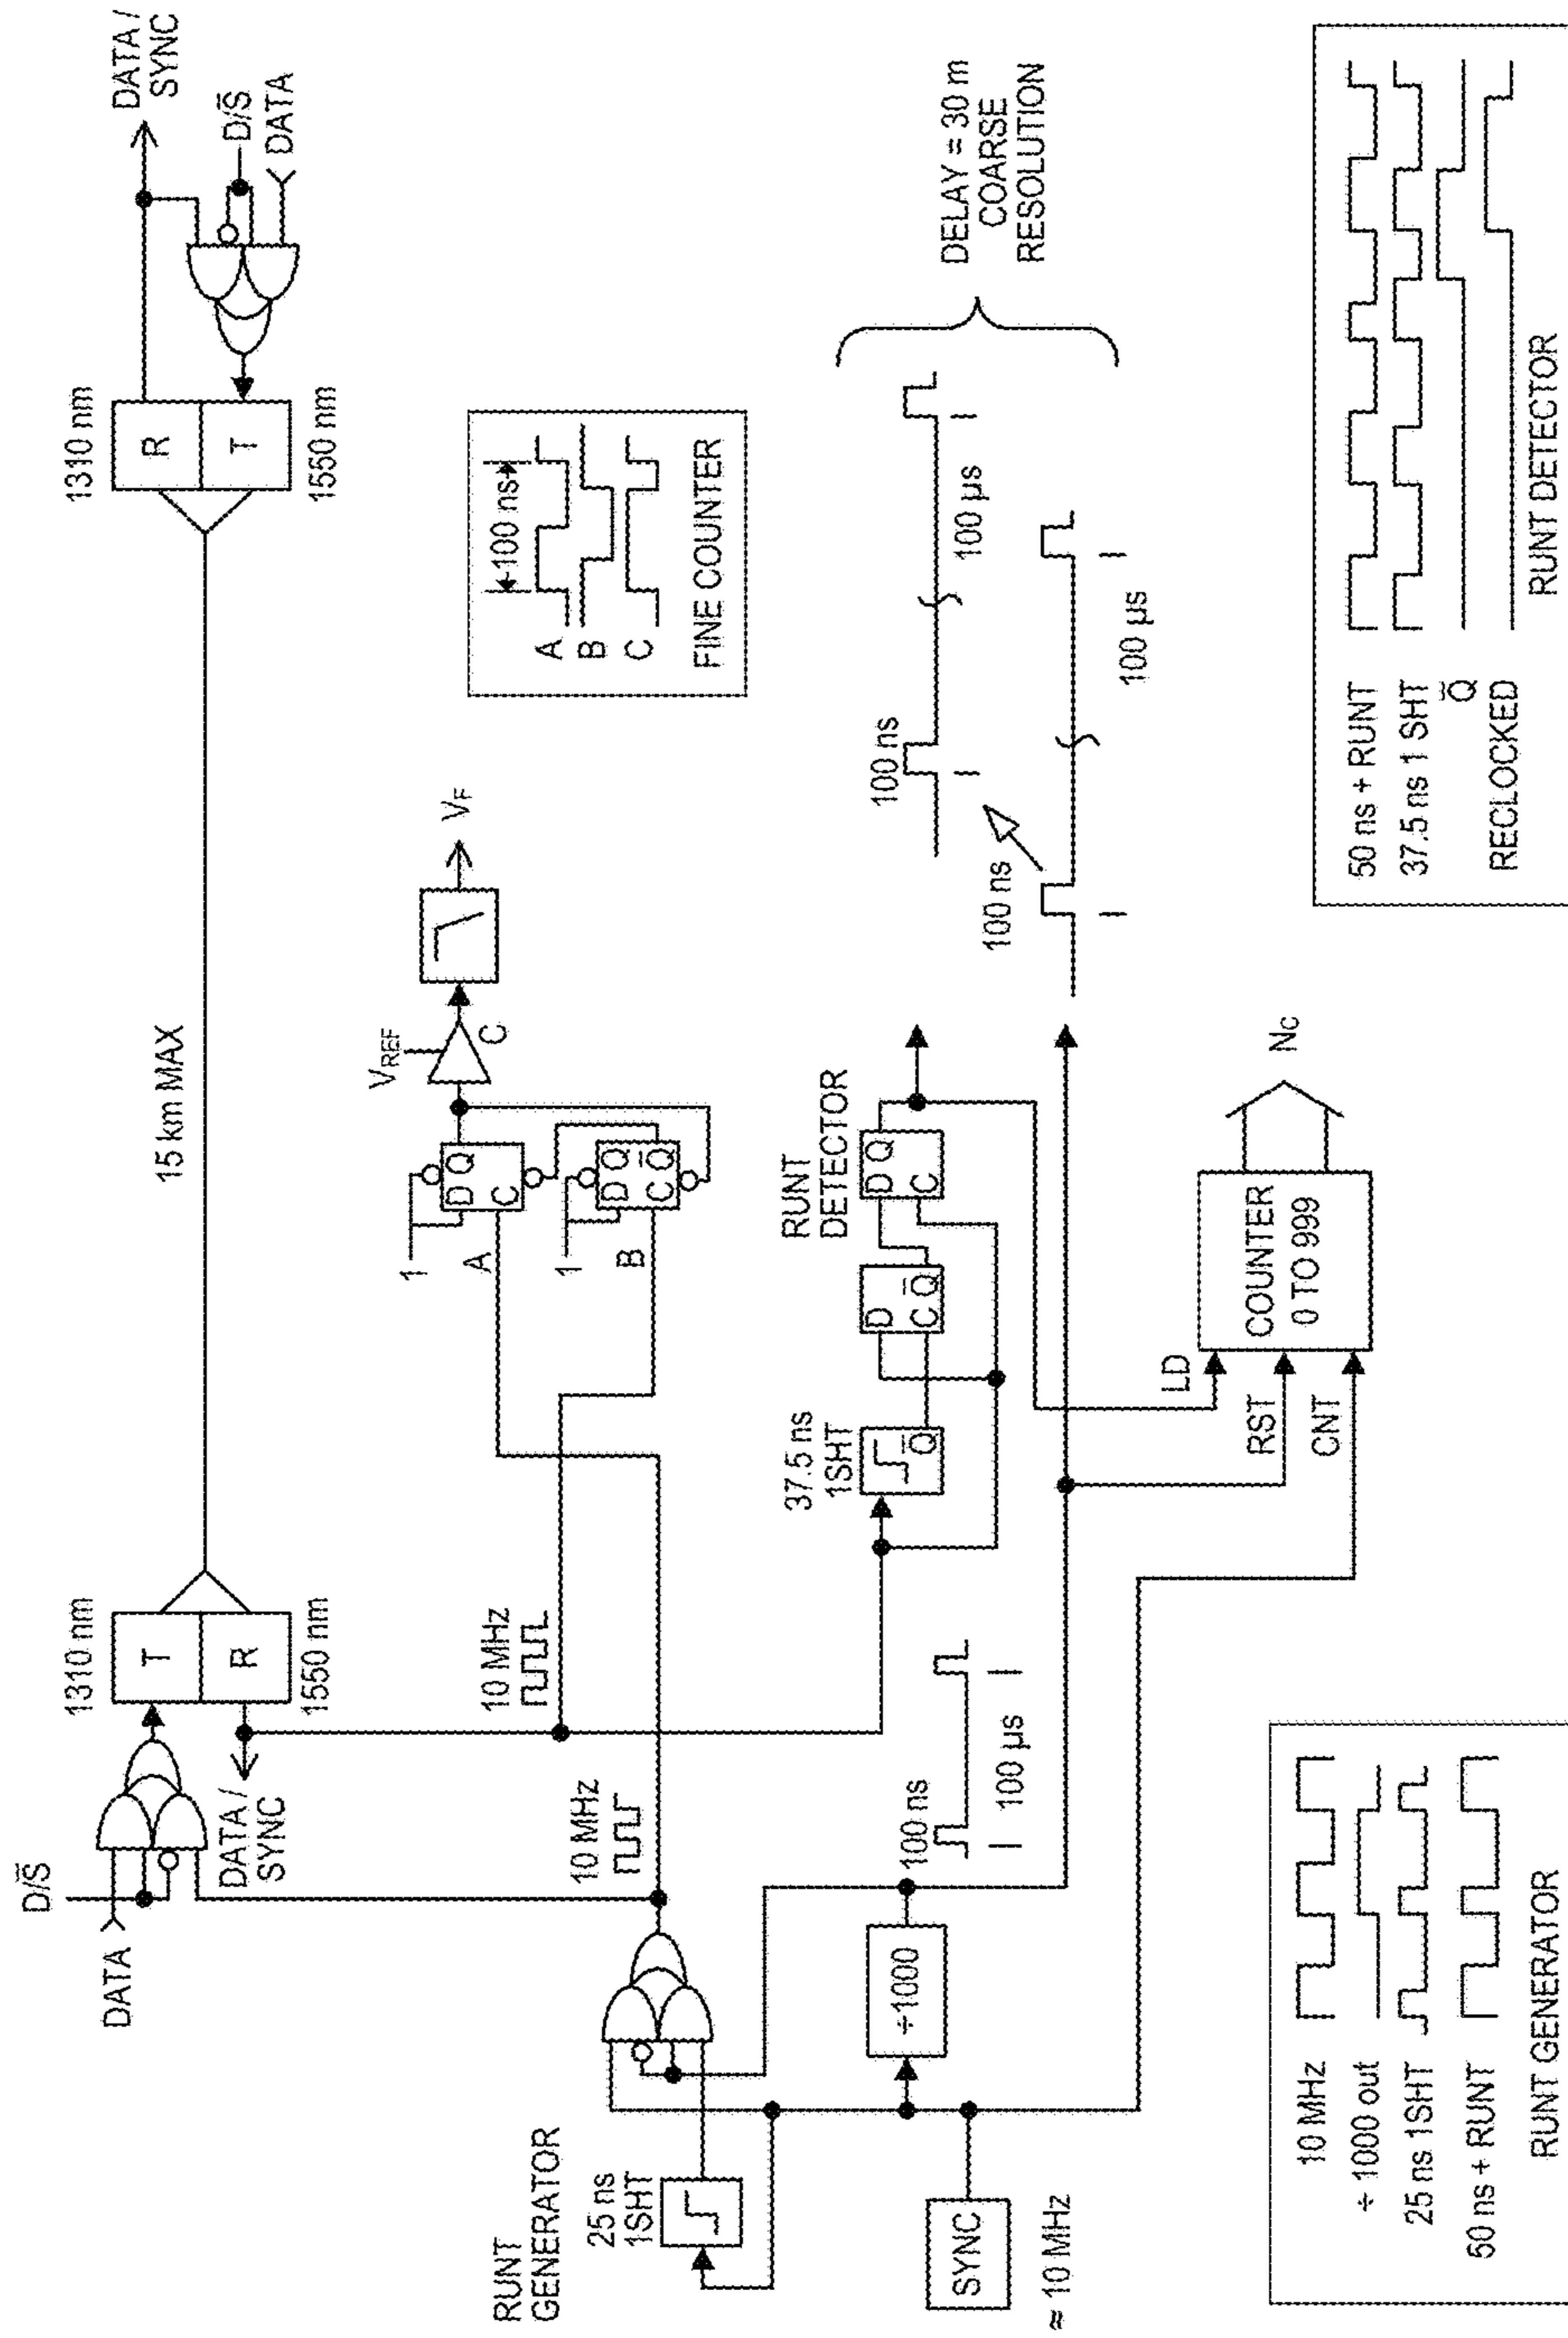 D/S̅
DATA
DATA /
SYNC
1310 nm
T
R
1550 nm
15 km MAX
1310 nm
R
T
1550 nm
DATA /
SYNC
D/S̅
DATA
RUNT
GENERATOR
25 ns
1SHT
10 MHz
10 MHz
1
A
D Q
C
1
B
D Q
C Q̅
VREF
C
VF
100 ns
A
B
C
FINE COUNTER
SYNC
≈ 10 MHz
÷1000
100 ns
100 µs
37.5 ns
1SHT
Q̅
D
C Q̅
RUNT
DETECTOR
D Q
C
LD
RST
CNT
COUNTER
0 TO 999
NC
100 ns
100 µs
100 ns
100 µs
DELAY = 30 m
COARSE
RESOLUTION
10 MHz
÷ 1000 out
25 ns 1SHT
50 ns + RUNT
RUNT GENERATOR
50 ns + RUNT
37.5 ns 1 SHT
Q̅
RECLOCKED
RUNT DETECTOR